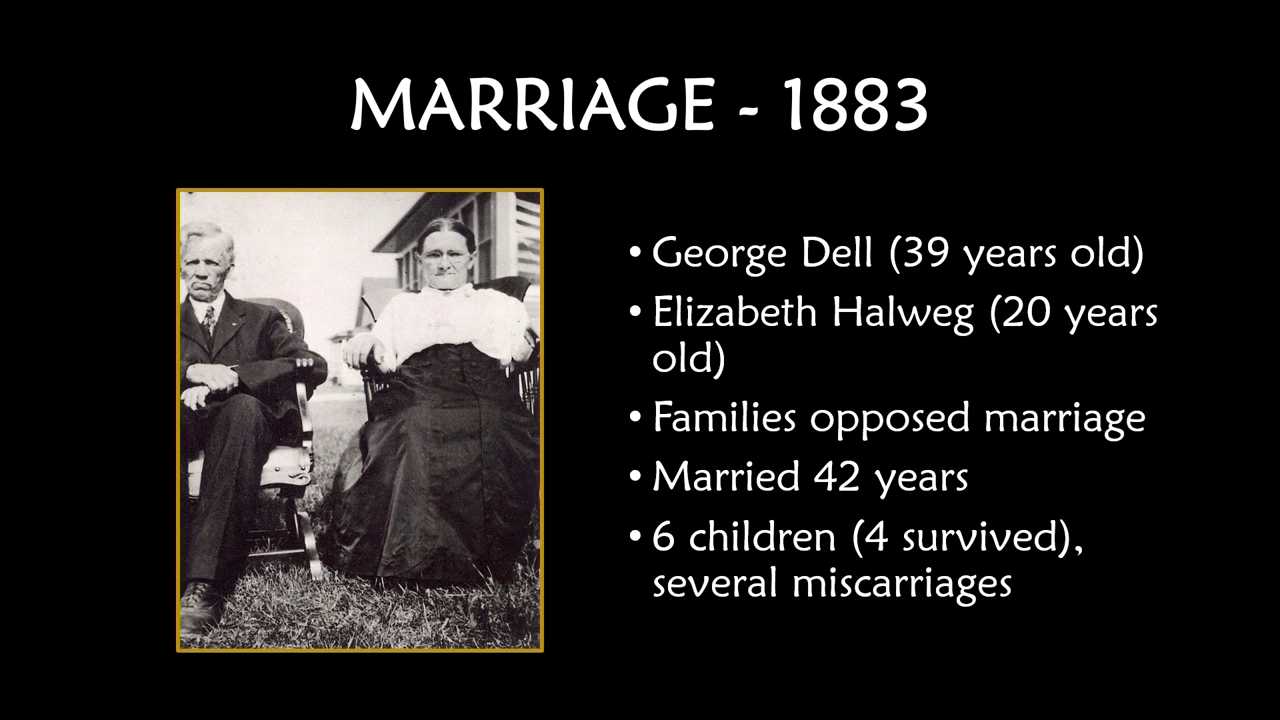 MARRIAGE - 1883
• George Dell (39 years old)
• Elizabeth Halweg (20 years
old)
• Families opposed marriage
• Married 42 years
• 6 children (4 survived),
several miscarriages